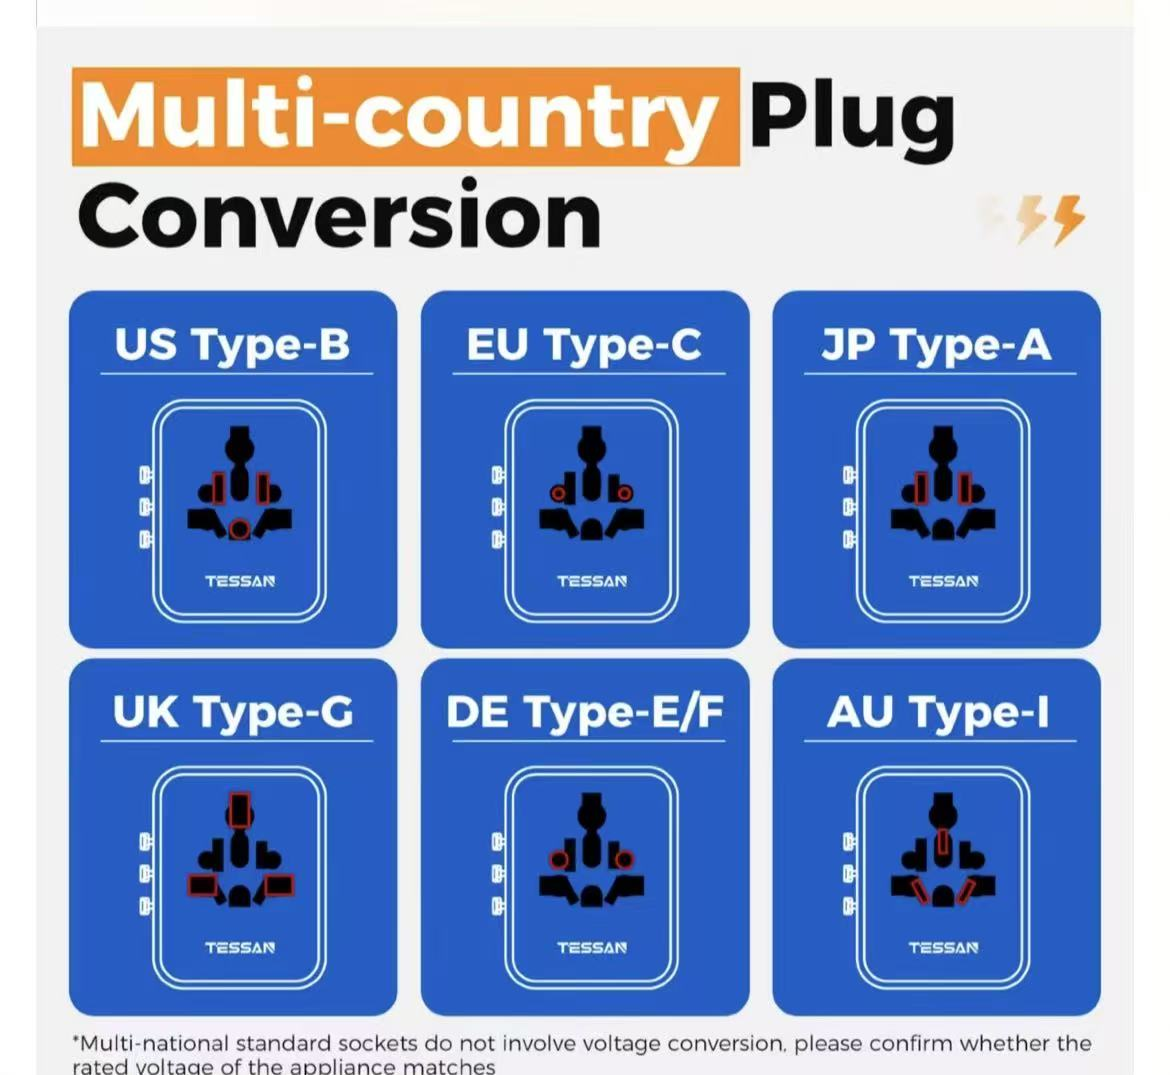 Multi-country Plug
Conversion
US Type-B
EU Type-C
JP Type-A
TESSAN
TESSAN
TESSAN
UK Type-G
DE Type-E/F
AU Type-I
TESSAN
TESSAN
TESSAN
*Multi-national standard sockets do not involve voltage conversion, please confirm whether the
rated voltage of the appliance matches